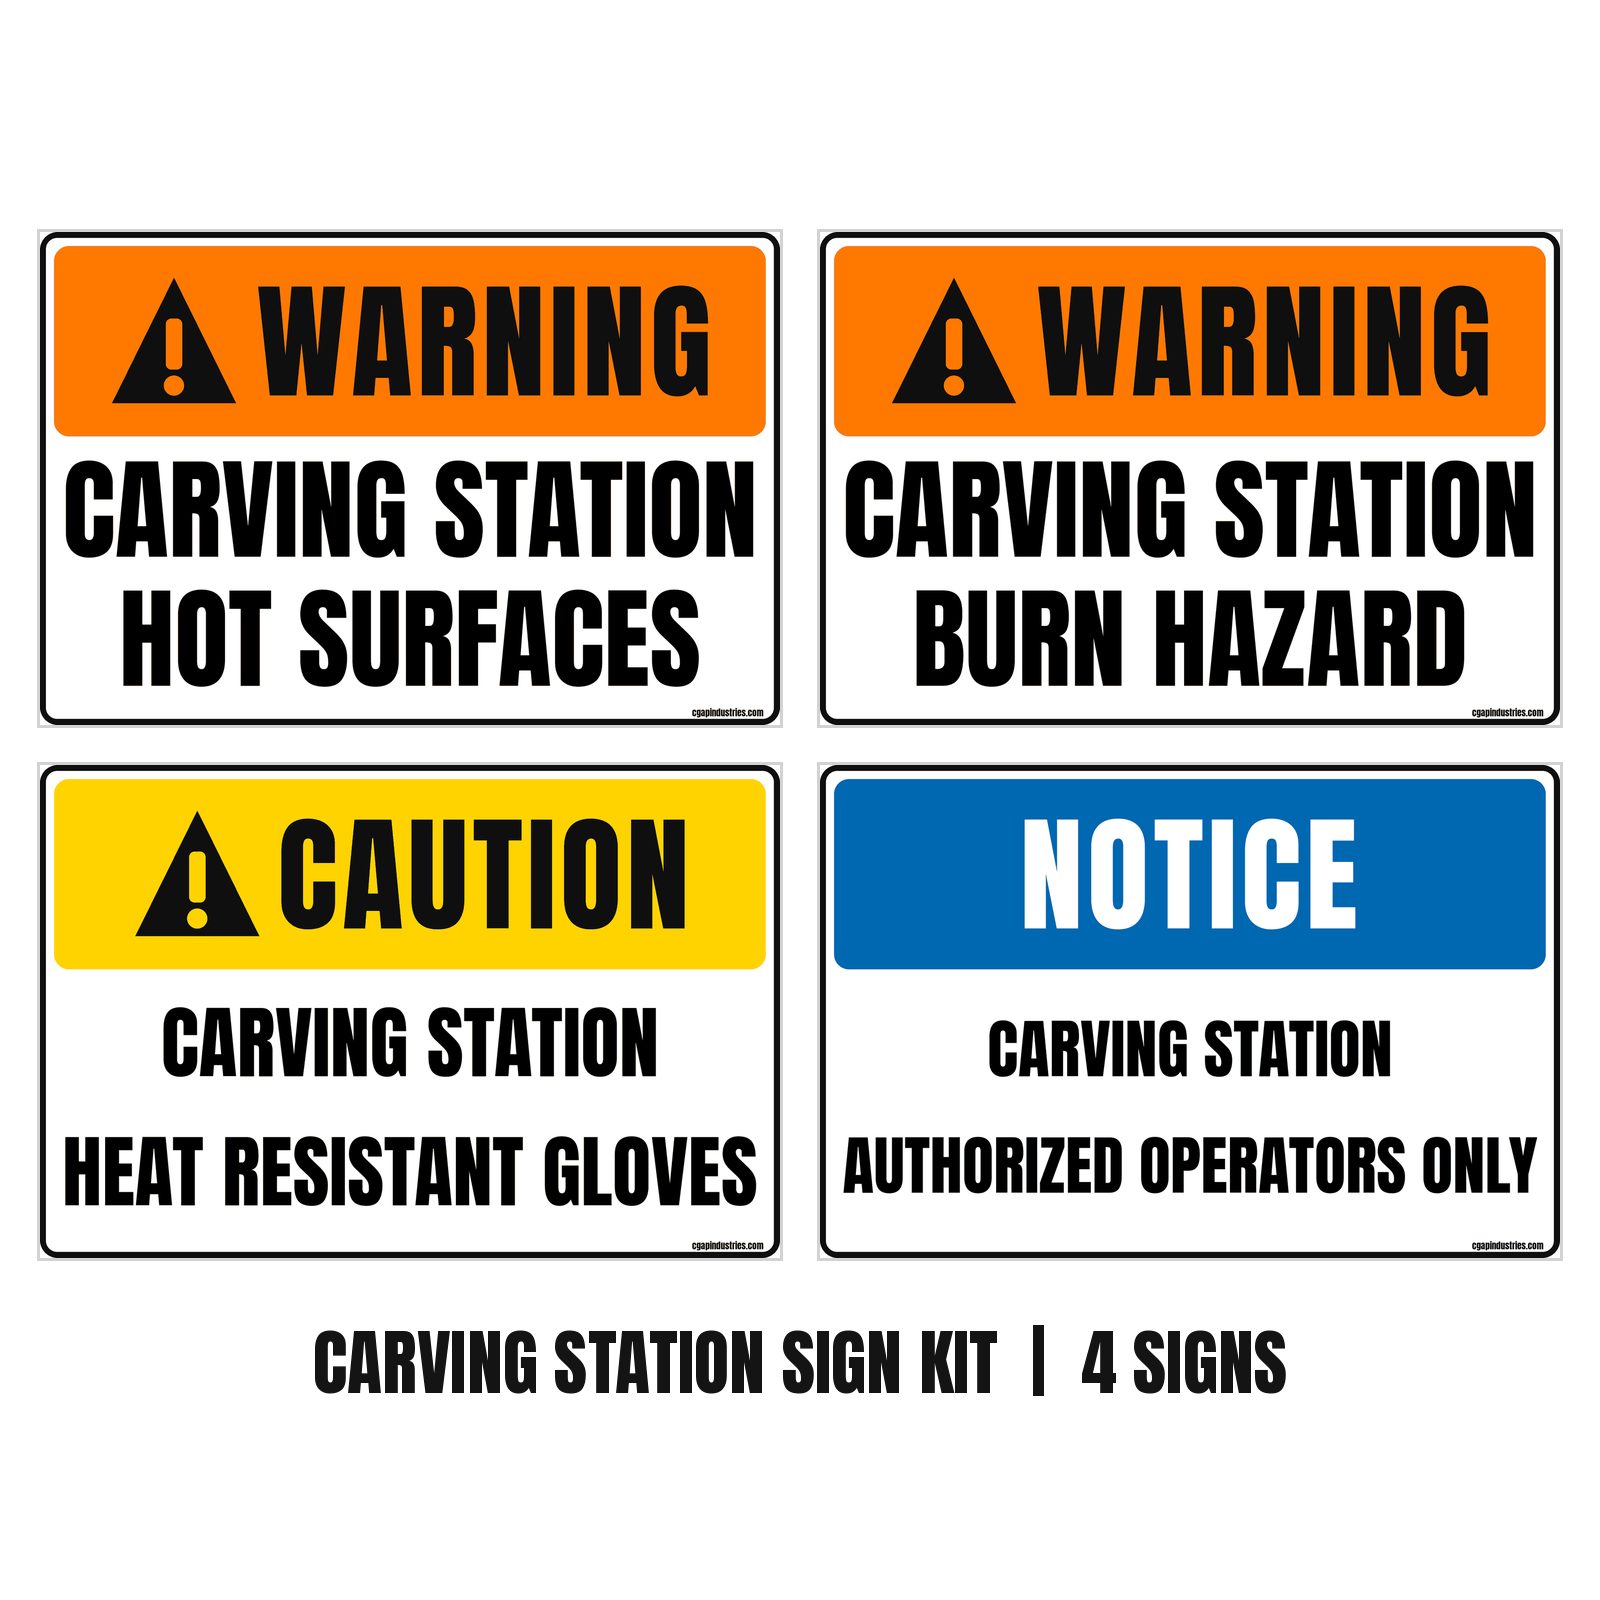 WARNING
CARVING STATION
HOT SURFACES
cgapindustries.com
WARNING
CARVING STATION
BURN HAZARD
cgapindustries.com
CAUTION
CARVING STATION
HEAT RESISTANT GLOVES
cgapindustries.com
NOTICE
CARVING STATION
AUTHORIZED OPERATORS ONLY
cgapindustries.com
CARVING STATION SIGN KIT | 4 SIGNS